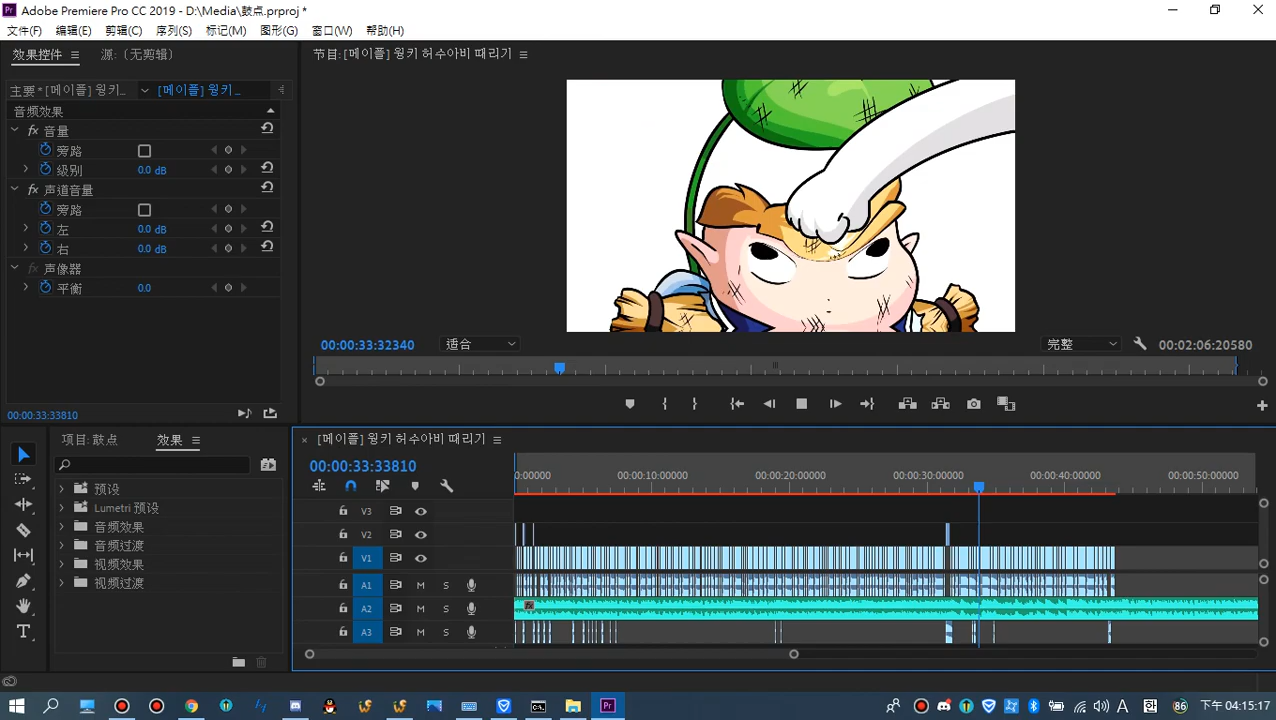 Adobe Premiere Pro CC 2019 - D:\Media\鼓点.prproj *
文件(F) 编辑(E) 剪辑(C) 序列(S) 标记(M) 图形(G) 窗口(W) 帮助(H)
效果控件 源: (无剪辑)
节目: [메이플] 윙키 허수아비 때리기
主要 * [메이플] 윙키... [메이플] 윙키 ...
音频效果
fx 音量
旁路
级别 0.0 dB
fx 声道音量
旁路
左 0.0 dB
右 0.0 dB
fx 声像器
平衡 0.0
00:00:33:33810
00:00:33:32340 适合 完整 00:02:06:20580
项目: 鼓点 效果
预设
Lumetri 预设
音频效果
音频过渡
视频效果
视频过渡
× [메이플] 윙키 허수아비 때리기
00:00:33:33810
0:00000 00:00:10:00000 00:00:20:00000 00:00:30:00000 00:00:40:00000 00:00:50:00000
V3
V2
V1
A1 M S
A2 M S
A3 M S
下午 04:15:17